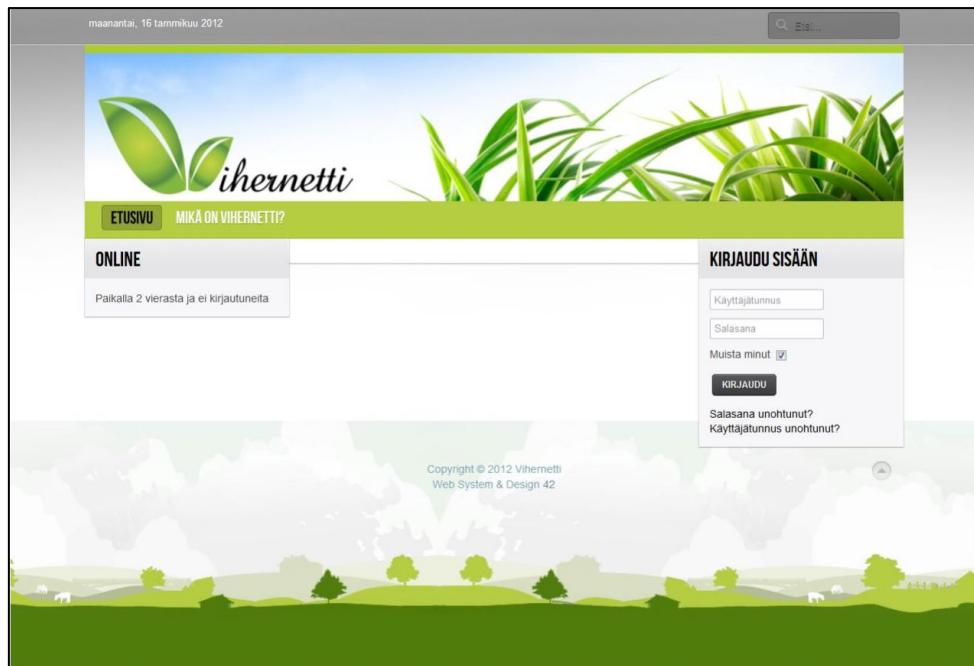 maanantai, 16 tammikuu 2012
Etsi...
Vihernetti
ETUSIVU MIKÄ ON VIHERNETTI?
ONLINE
Paikalla 2 vierasta ja ei kirjautuneita
KIRJAUDU SISÄÄN
Käyttäjätunnus
Salasana
Muista minut
KIRJAUDU
Salasana unohtunut?
Käyttäjätunnus unohtunut?
Copyright © 2012 Vihernetti
Web System & Design 42